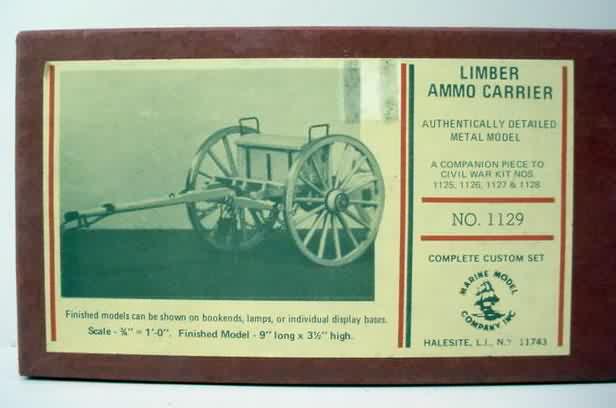 LIMBER
AMMO CARRIER
AUTHENTICALLY DETAILED
METAL MODEL
A COMPANION PIECE TO
CIVIL WAR KIT NOS.
1125, 1126, 1127 & 1128
NO. 1129
COMPLETE CUSTOM SET
MARINE MODEL
COMPANY INC
HALESITE, L.I., N.Y. 11743
Finished models can be shown on bookends, lamps, or individual display bases.
Scale - ¾" = 1'-0". Finished Model - 9" long x 3½" high.